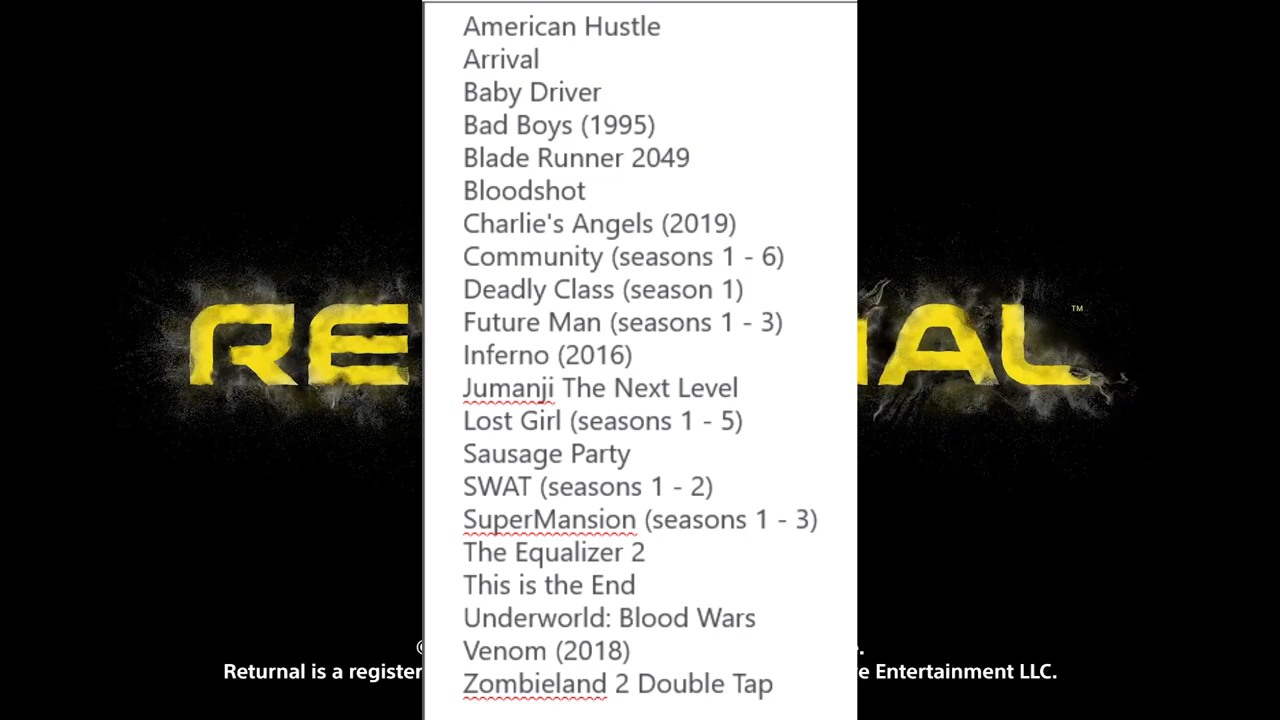 American Hustle
Arrival
Baby Driver
Bad Boys (1995)
Blade Runner 2049
Bloodshot
Charlie's Angels (2019)
Community (seasons 1 - 6)
Deadly Class (season 1)
Future Man (seasons 1 - 3)
Inferno (2016)
Jumanji The Next Level
Lost Girl (seasons 1 - 5)
Sausage Party
SWAT (seasons 1 - 2)
SuperMansion (seasons 1 - 3)
The Equalizer 2
This is the End
Underworld: Blood Wars
Venom (2018)
Zombieland 2 Double Tap
RE AL ™
©
Returnal is a register e Entertainment LLC.